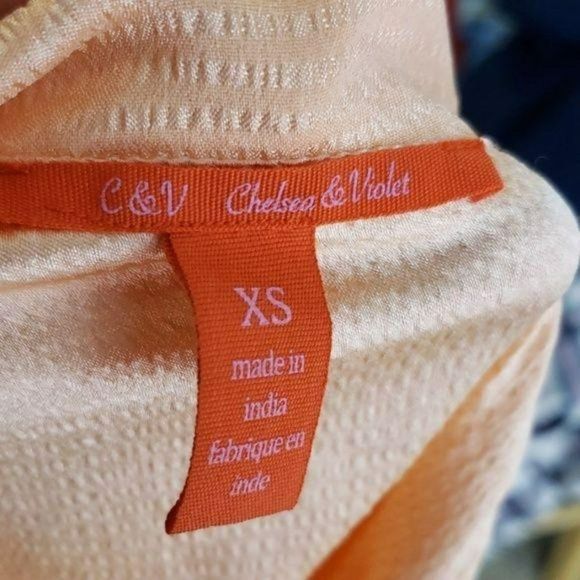 C & V Chelsea & Violet
XS
made in
india
fabrique en
inde